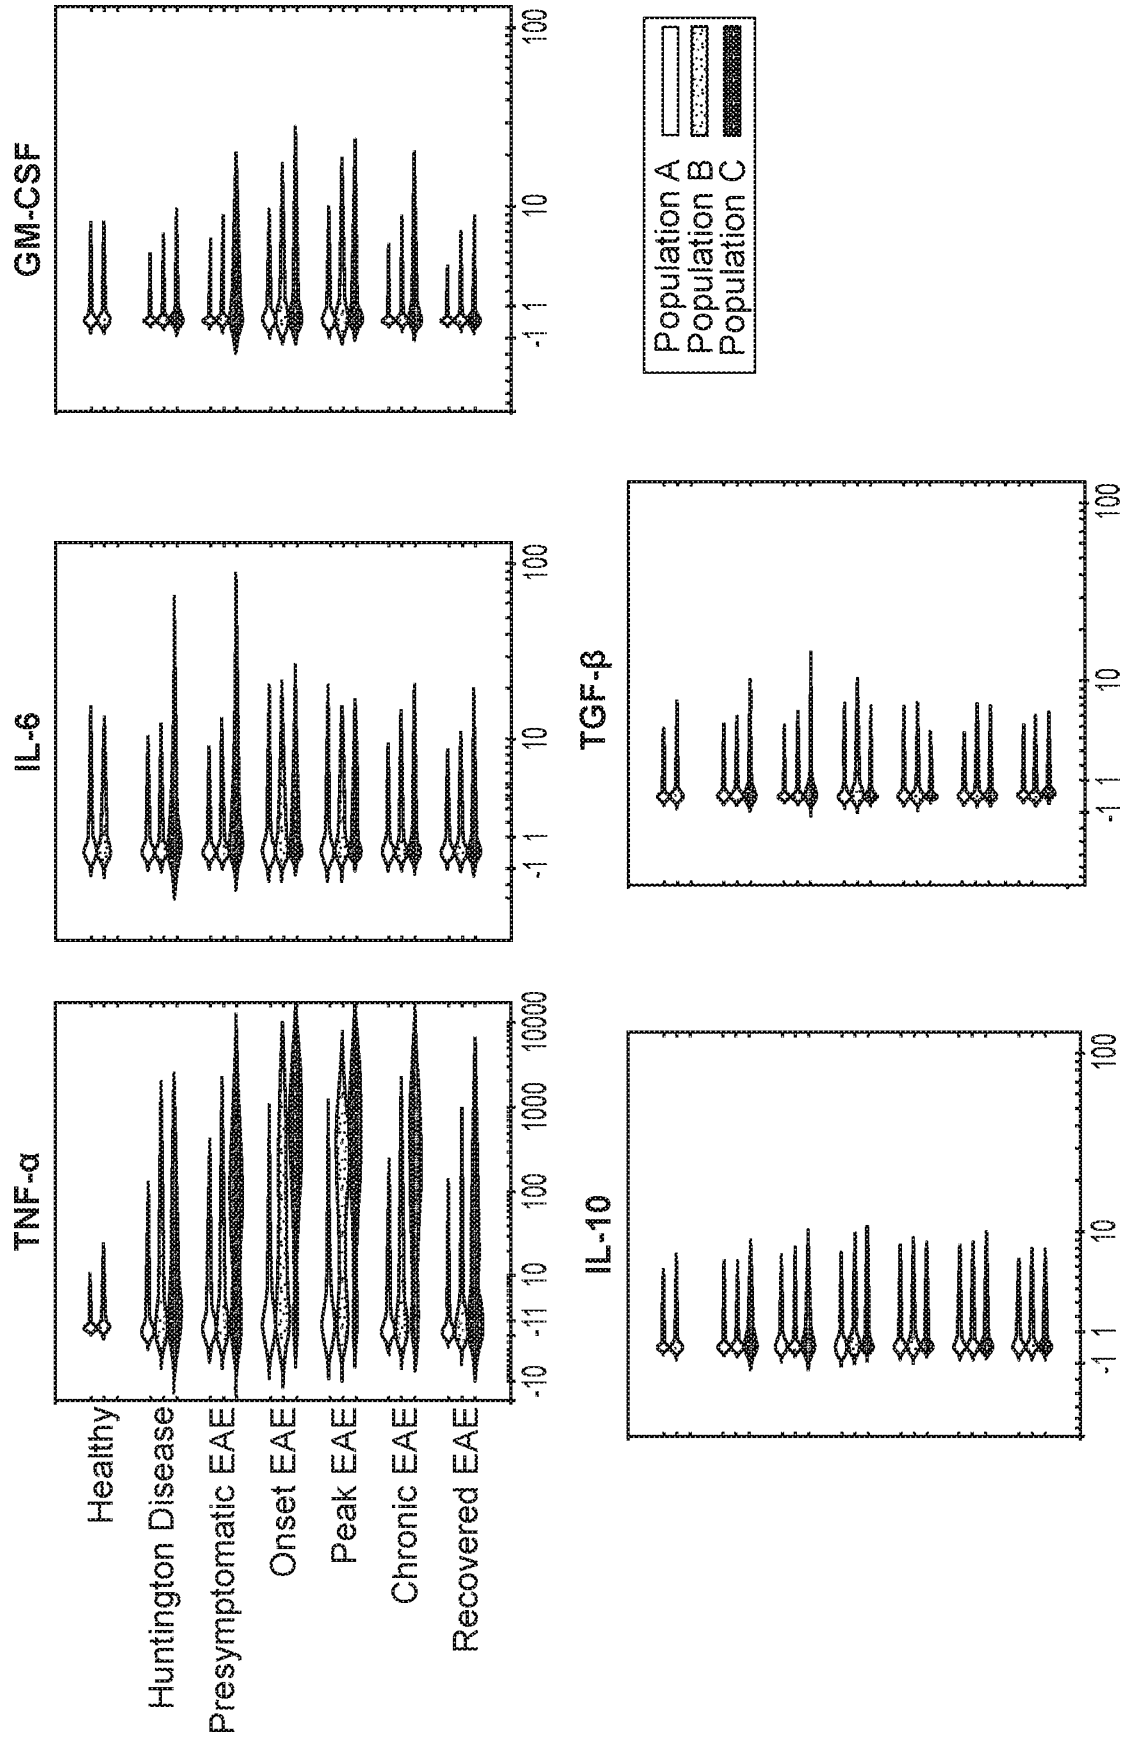 TNF-α
IL-6
GM-CSF
Healthy
Huntington Disease
Presymptomatic EAE
Onset EAE
Peak EAE
Chronic EAE
Recovered EAE
-10 -11 10 100 1000 10000
-1 1 10 100
-1 1 10 100
IL-10
TGF-β
Population A
Population B
Population C
-1 1 10 100
-1 1 10 100